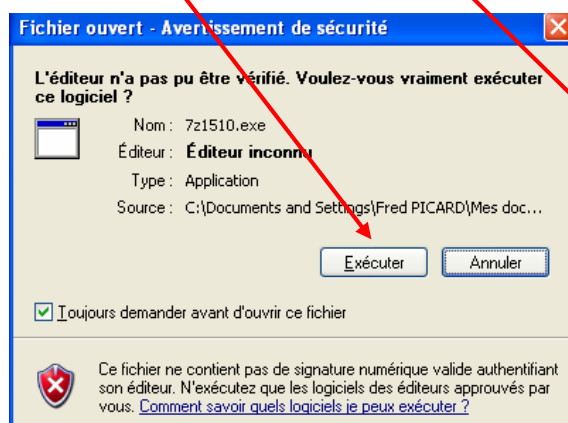 Fichier ouvert - Avertissement de sécurité
L'éditeur n'a pas pu être vérifié. Voulez-vous vraiment exécuter
ce logiciel ?
Nom : 7z1510.exe
Éditeur : Éditeur inconnu
Type : Application
Source : C:\Documents and Settings\Fred PICARD\Mes doc...
Exécuter Annuler
Toujours demander avant d'ouvrir ce fichier
Ce fichier ne contient pas de signature numérique valide authentifiant
son éditeur. N'exécutez que les logiciels des éditeurs approuvés par
vous. Comment savoir quels logiciels je peux exécuter ?